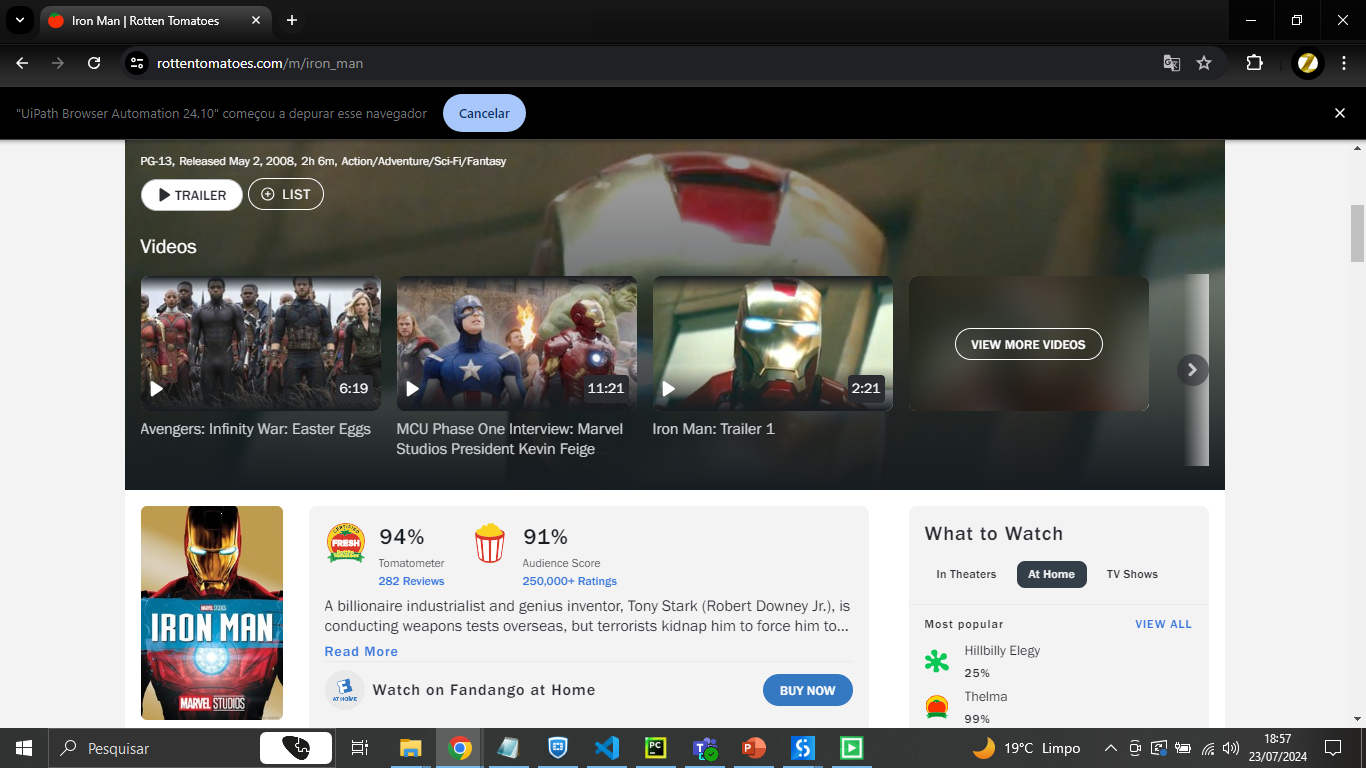 Iron Man | Rotten Tomatoes
rottentomatoes.com/m/iron_man
"UiPath Browser Automation 24.10" começou a depurar esse navegador
Cancelar
PG-13, Released May 2, 2008, 2h 6m, Action/Adventure/Sci-Fi/Fantasy
TRAILER
LIST
Videos
6:19
11:21
2:21
VIEW MORE VIDEOS
Avengers: Infinity War: Easter Eggs
MCU Phase One Interview: Marvel
Studios President Kevin Feige
Iron Man: Trailer 1
MARVEL STUDIOS
IRON MAN
MARVEL STUDIOS
CERTIFIED
FRESH
Rotten Tomatoes
94%
Tomatometer
282 Reviews
91%
Audience Score
250,000+ Ratings
A billionaire industrialist and genius inventor, Tony Stark (Robert Downey Jr.), is
conducting weapons tests overseas, but terrorists kidnap him to force him to...
Read More
AT HOME
Watch on Fandango at Home
BUY NOW
What to Watch
In Theaters
At Home
TV Shows
Most popular
VIEW ALL
Hillbilly Elegy
25%
Thelma
99%
Pesquisar
PC
19°C Limpo
18:57
23/07/2024